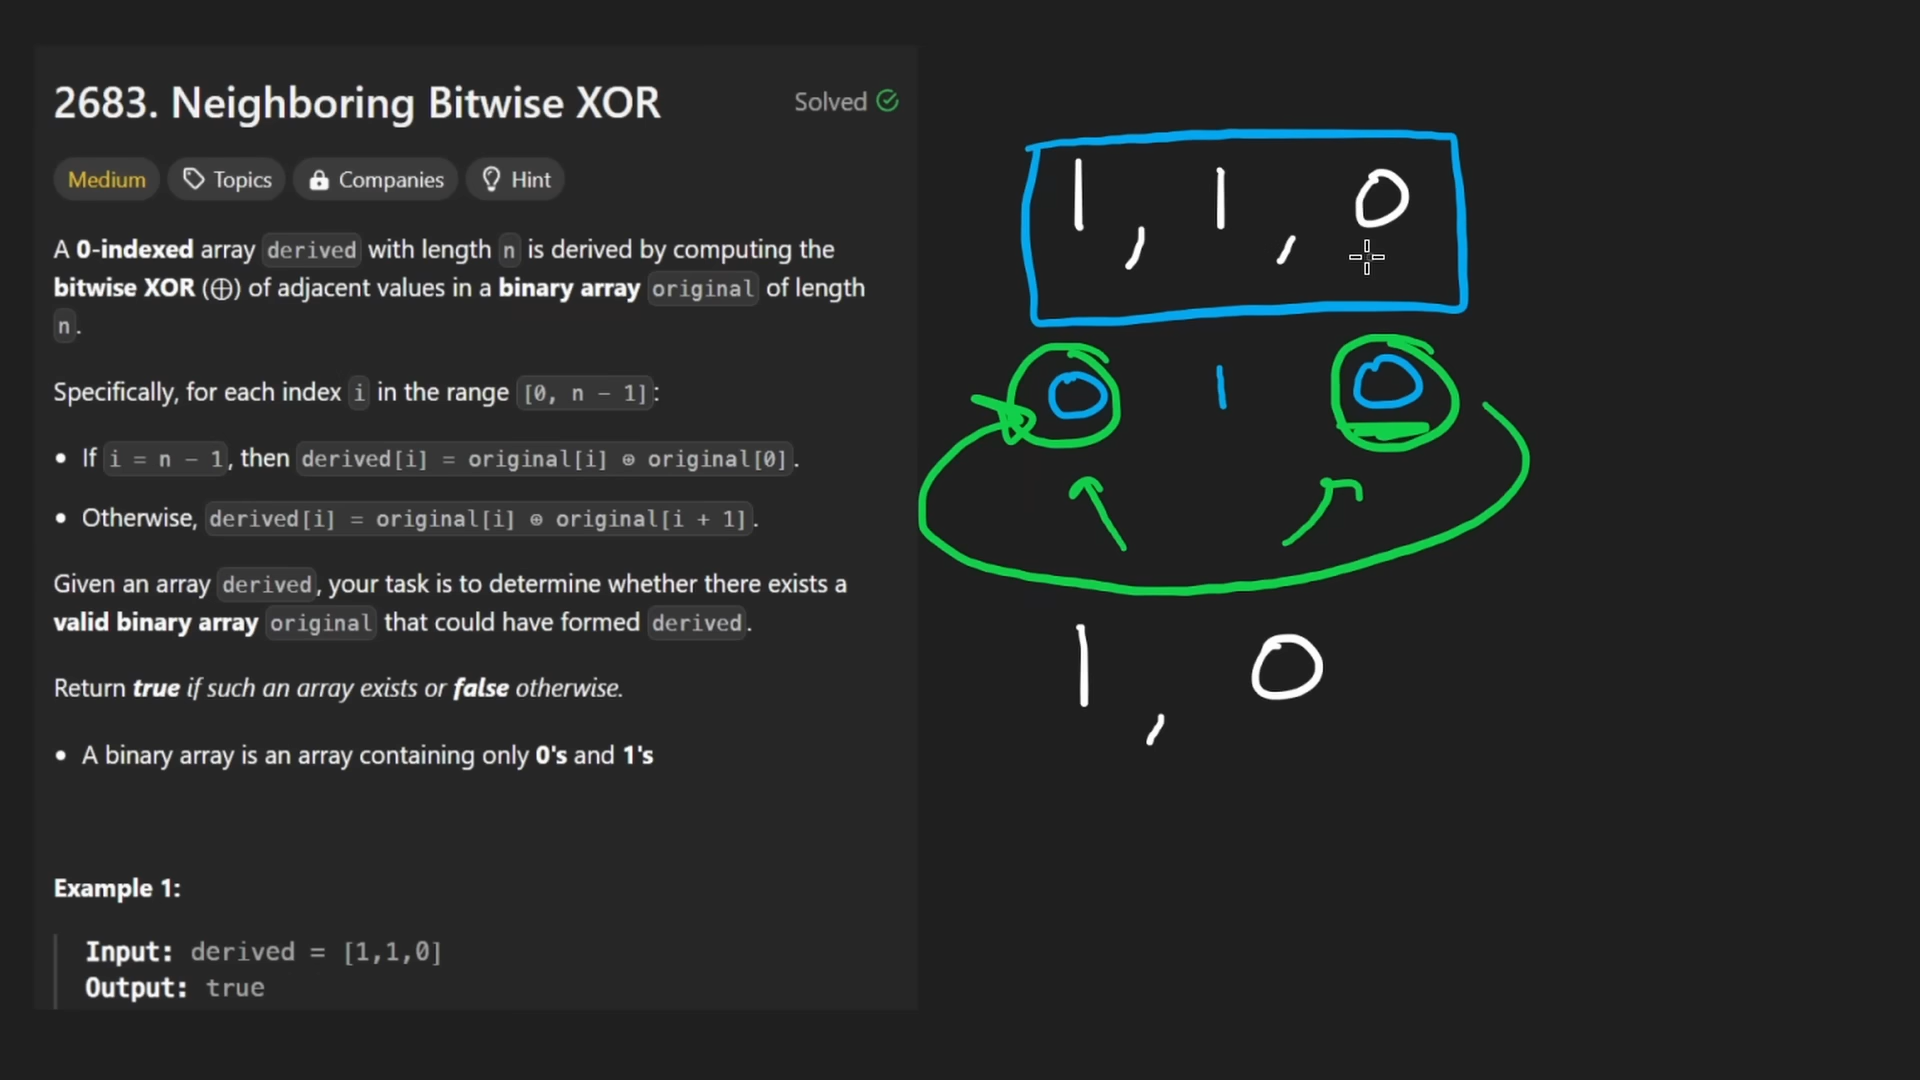 2683. Neighboring Bitwise XOR
Solved
Medium Topics Companies Hint
A 0-indexed array derived with length n is derived by computing the
bitwise XOR (⊕) of adjacent values in a binary array original of length
n.
Specifically, for each index i in the range [0, n - 1]:
• If i = n - 1, then derived[i] = original[i] ⊕ original[0].
• Otherwise, derived[i] = original[i] ⊕ original[i + 1].
Given an array derived, your task is to determine whether there exists a
valid binary array original that could have formed derived.
Return true if such an array exists or false otherwise.
• A binary array is an array containing only 0's and 1's
Example 1:
Input: derived = [1,1,0]
Output: true
1, 1, 0
0 1 0
1, 0